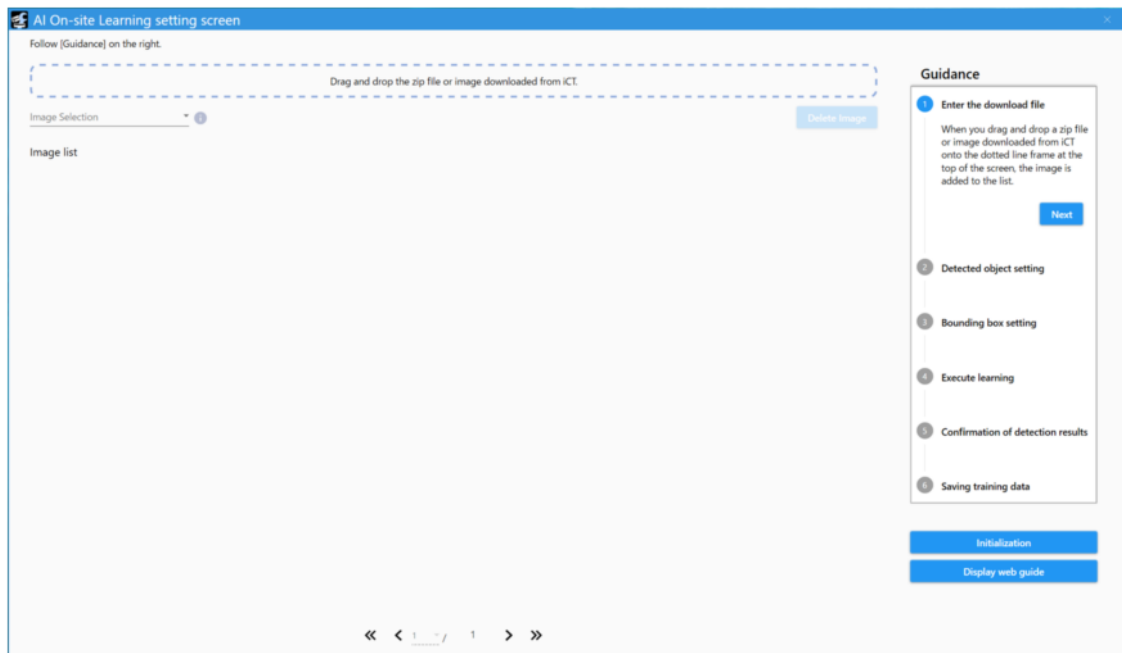 AI On-site Learning setting screen
Follow [Guidance] on the right.
Drag and drop the zip file or image downloaded from iCT.
Image Selection
Delete Image
Image list
Guidance
1 Enter the download file
When you drag and drop a zip file
or image downloaded from iCT
onto the dotted line frame at the
top of the screen, the image is
added to the list.
Next
2 Detected object setting
3 Bounding box setting
4 Execute learning
5 Confirmation of detection results
6 Saving training data
Initialization
Display web guide
1 / 1